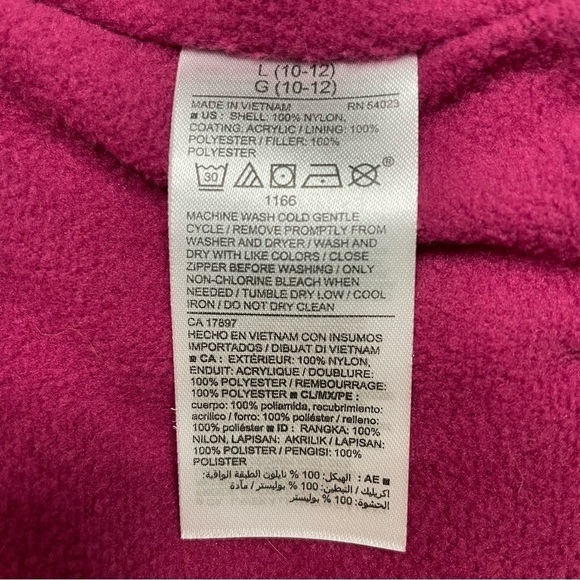 L (10-12)
G (10-12)
MADE IN VIETNAM RN 54023
US : SHELL: 100% NYLON,
COATING: ACRYLIC / LINING: 100%
POLYESTER / FILLER: 100%
POLYESTER
30
1166
MACHINE WASH COLD GENTLE
CYCLE / REMOVE PROMPTLY FROM
WASHER AND DRYER / WASH AND
DRY WITH LIKE COLORS / CLOSE
ZIPPER BEFORE WASHING / ONLY
NON-CHLORINE BLEACH WHEN
NEEDED / TUMBLE DRY LOW / COOL
IRON / DO NOT DRY CLEAN
CA 17897
HECHO EN VIETNAM CON INSUMOS
IMPORTADOS / DIBUAT DI VIETNAM
CA : EXTÉRIEUR: 100% NYLON,
ENDUIT: ACRYLIQUE / DOUBLURE:
100% POLYESTER / REMBOURRAGE:
100% POLYESTER CL/MX/PE :
cuerpo: 100% poliamida, recubrimiento:
acrílico / forro: 100% poliéster / relleno:
100% poliéster ID : RANGKA: 100%
NILON, LAPISAN: AKRILIK / LAPISAN:
100% POLISTER / PENGISI: 100%
POLISTER
AE : الهيكل: 100 % نايلون الطبقة الواقية:
اكريليك / التبطين: 100 % بوليستر / مادة
الحشوة: 100 % بوليستر